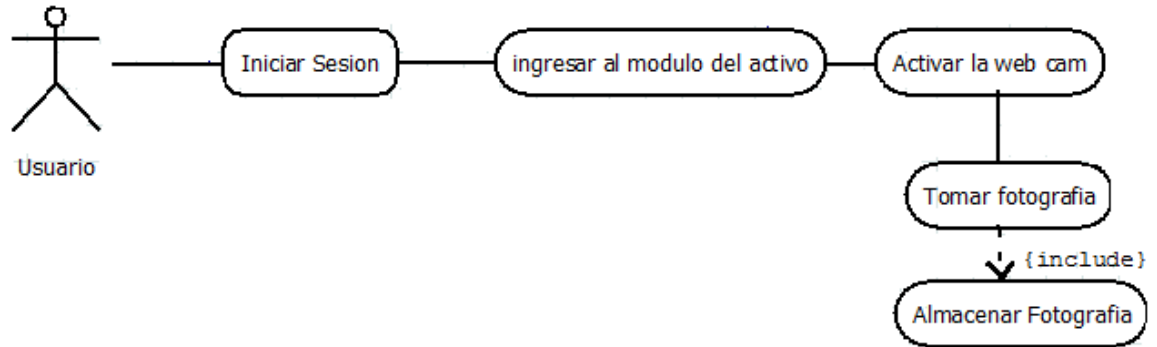 Iniciar Sesion
ingresar al modulo del activo
Activar la web cam
Usuario
Tomar fotografia
{include}
Almacenar Fotografia